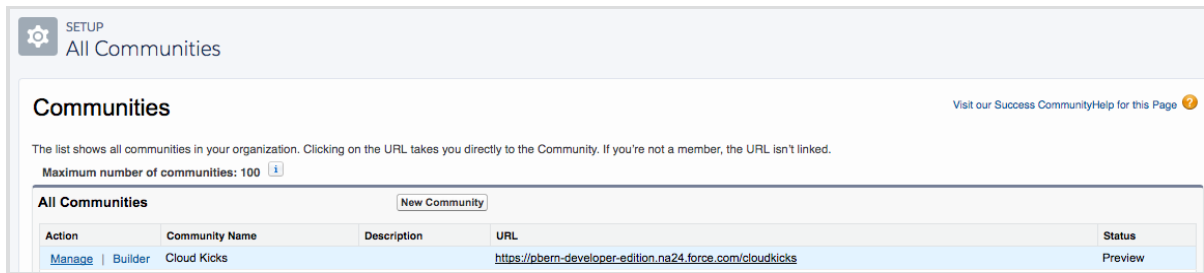 SETUP
All Communities
Communities
Visit our Success CommunityHelp for this Page ?
The list shows all communities in your organization. Clicking on the URL takes you directly to the Community. If you're not a member, the URL isn't linked.
Maximum number of communities: 100 i
All Communities New Community
Action Community Name Description URL Status
Manage | Builder Cloud Kicks https://pbern-developer-edition.na24.force.com/cloudkicks Preview